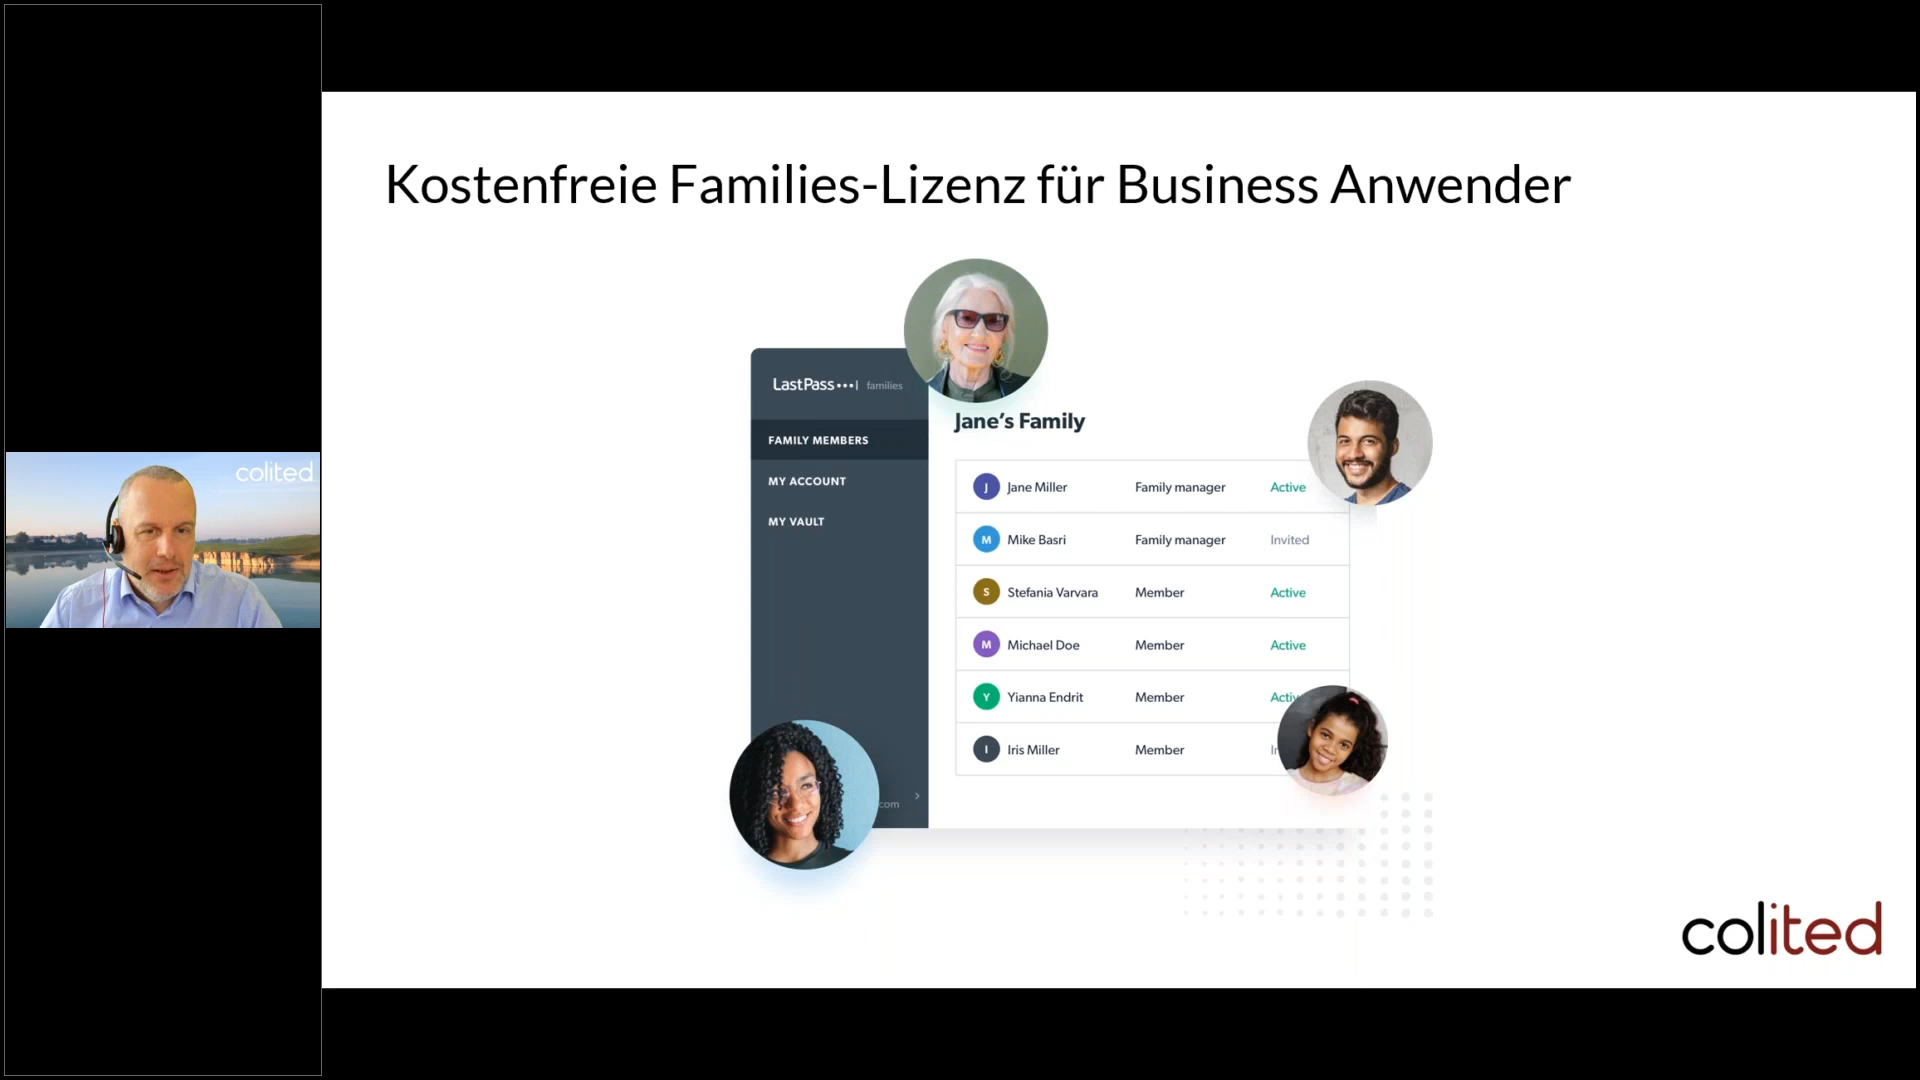 colited
Kostenfreie Families-Lizenz für Business Anwender
LastPass•••| families
FAMILY MEMBERS
MY ACCOUNT
MY VAULT
com
Jane’s Family
J Jane Miller Family manager Active
M Mike Basri Family manager Invited
S Stefania Varvara Member Active
M Michael Doe Member Active
Y Yianna Endrit Member Activ
I Iris Miller Member
colited